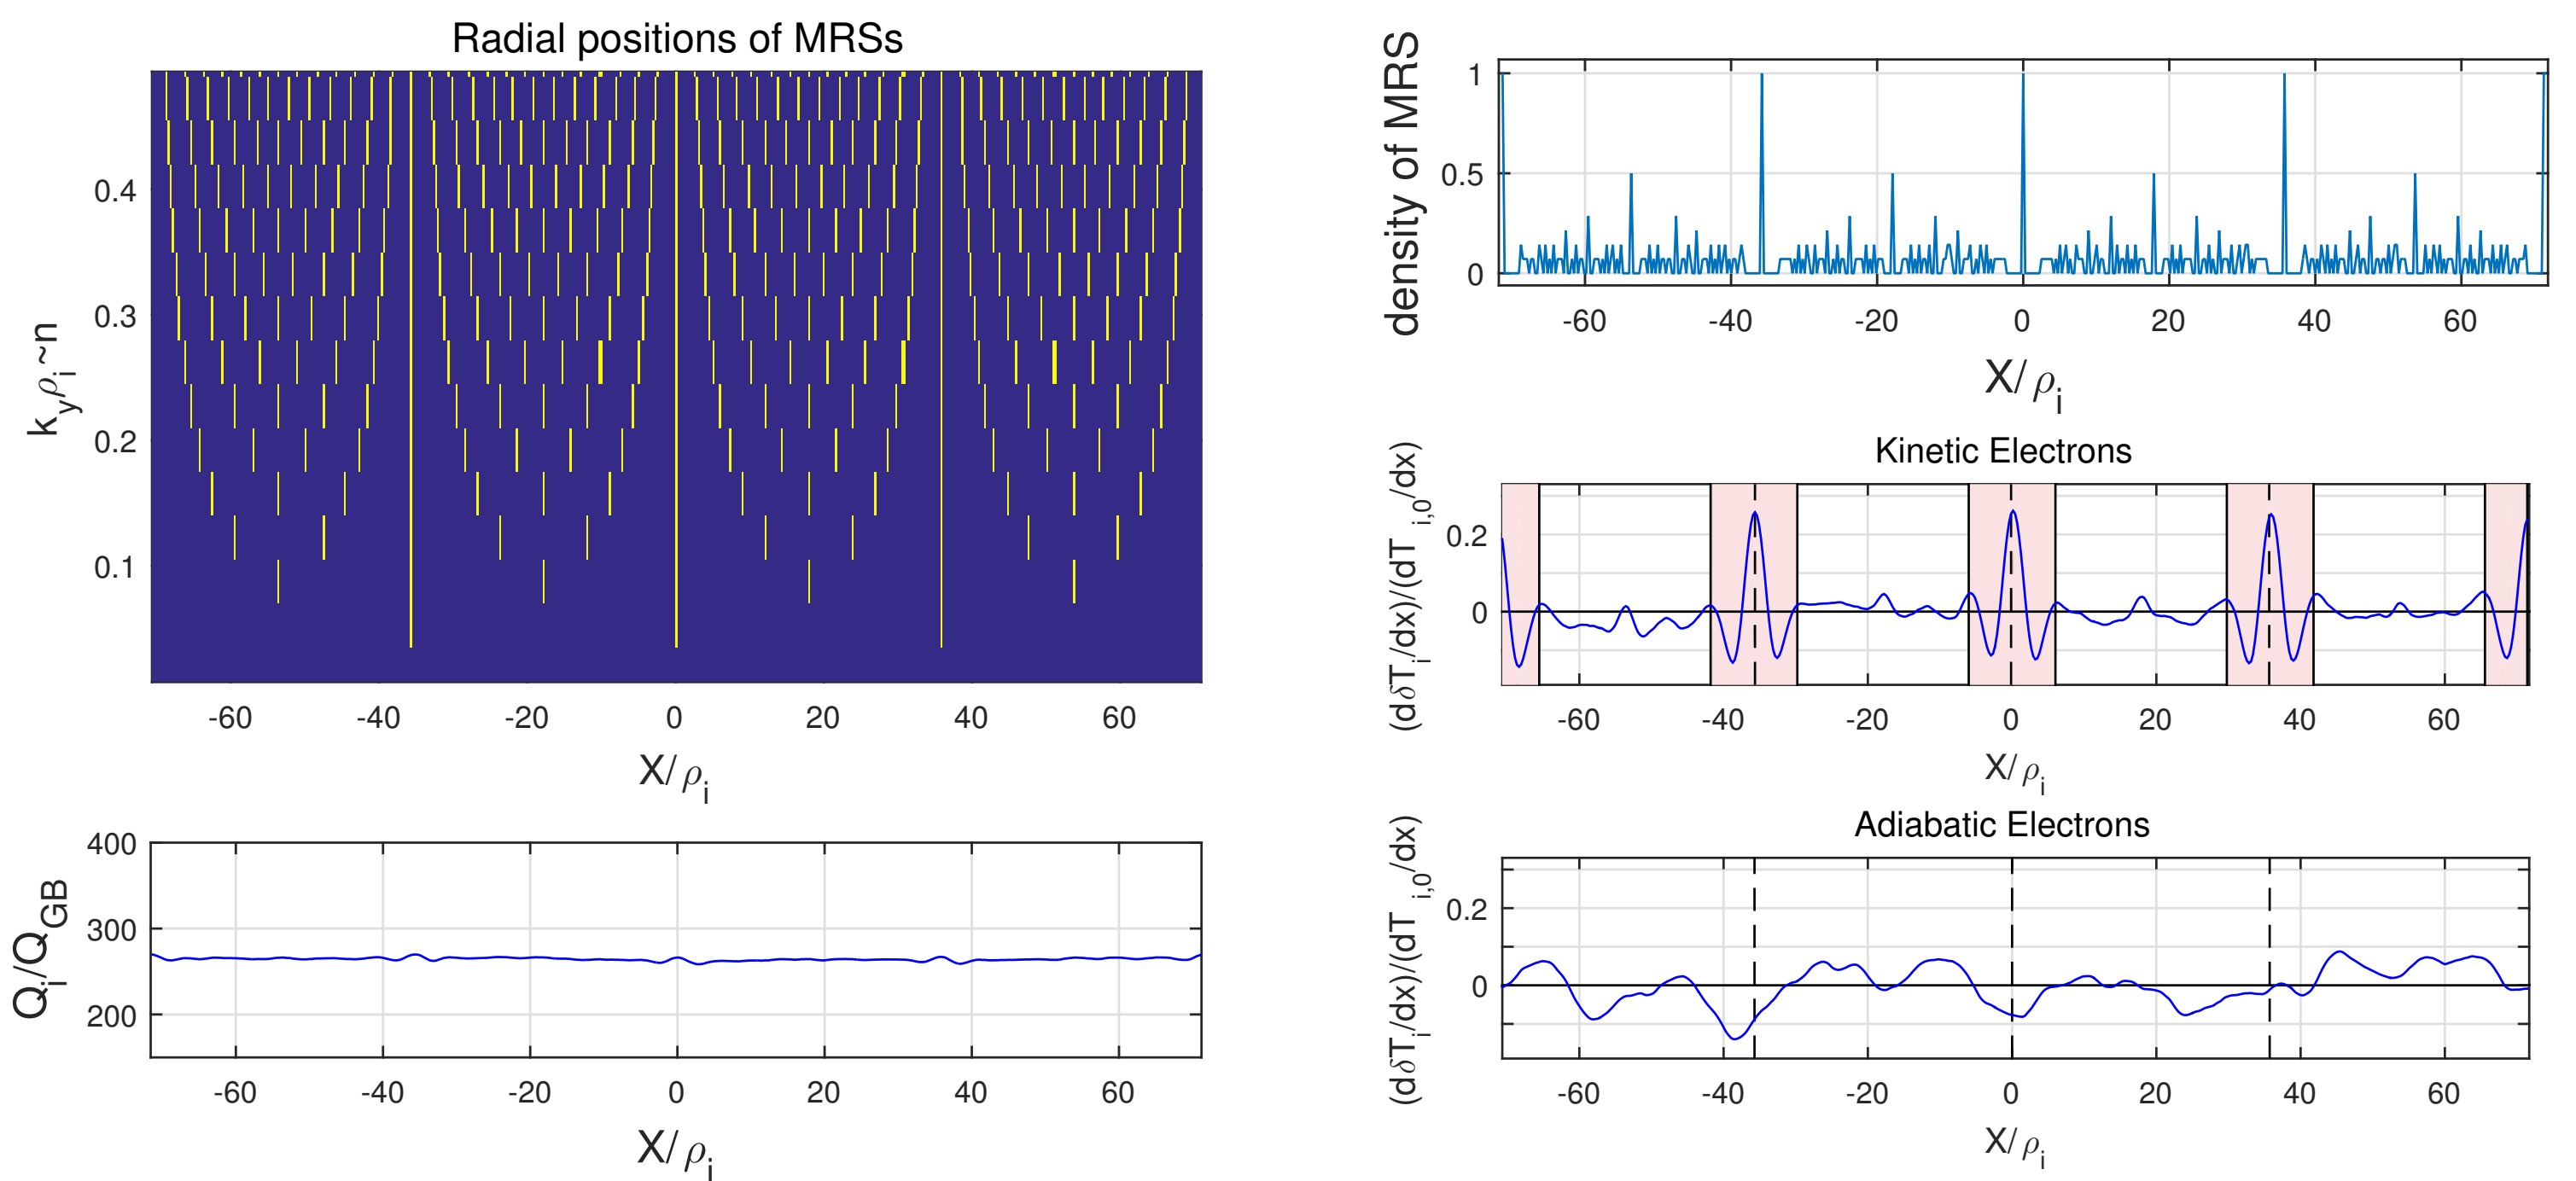 Radial positions of MRSs
k_yρ_i~n
0.4
0.3
0.2
0.1
-60 -40 -20 0 20 40 60
X/ρ_i
Q_i/Q_GB
400
300
200
-60 -40 -20 0 20 40 60
X/ρ_i
density of MRS
1
0.5
0
-60 -40 -20 0 20 40 60
X/ρ_i
Kinetic Electrons
(dδT_i/dx)/(dT_i,0/dx)
0.2
0
-60 -40 -20 0 20 40 60
X/ρ_i
Adiabatic Electrons
(dδT_i/dx)/(dT_i,0/dx)
0.2
0
-60 -40 -20 0 20 40 60
X/ρ_i